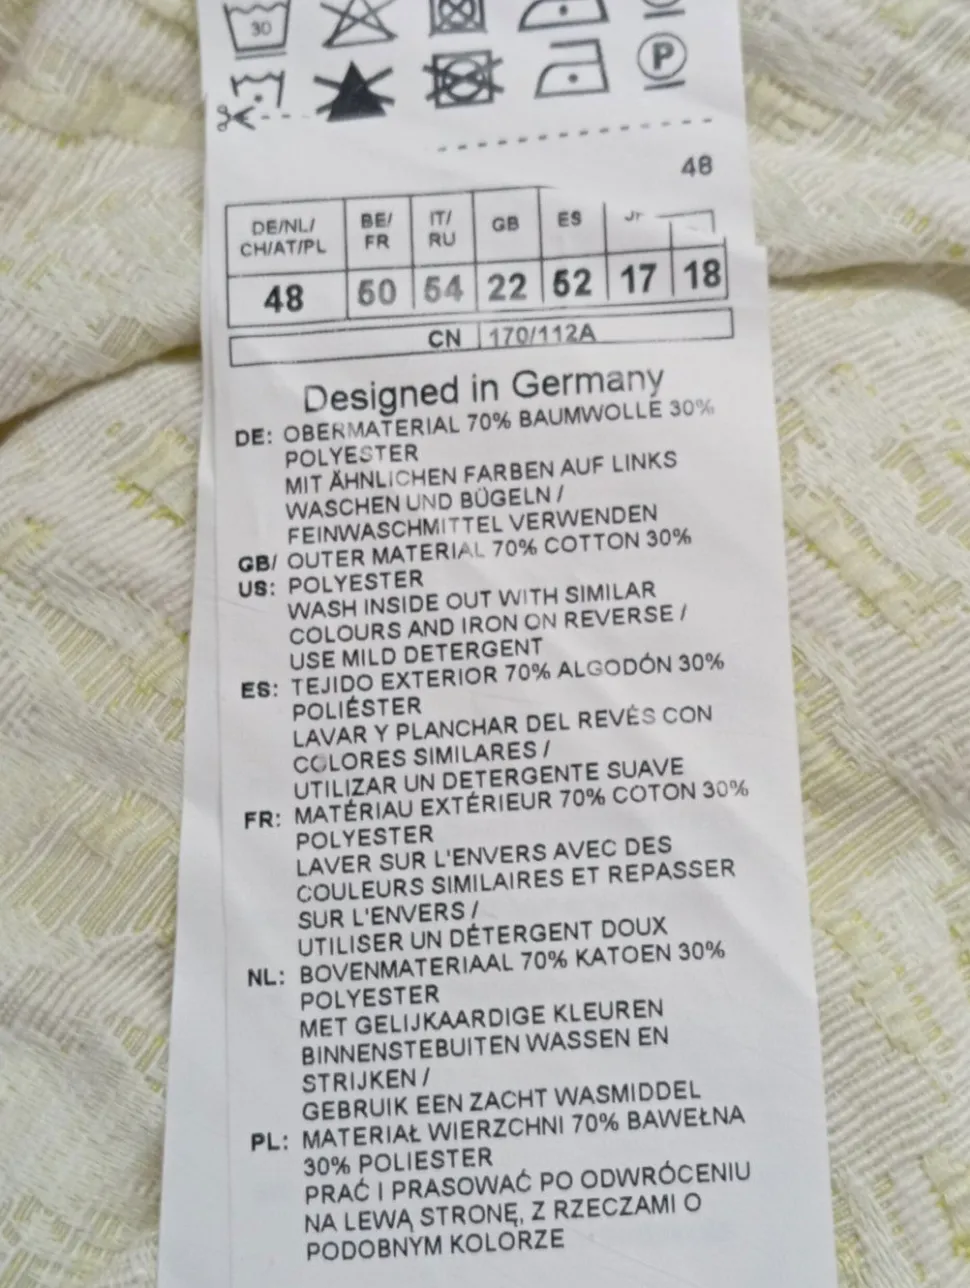 30
P
48
DE/NL/ CH/AT/PL BE/ FR IT/ RU GB ES
48 50 54 22 52 17 18
CN 170/112A
Designed in Germany
DE: OBERMATERIAL 70% BAUMWOLLE 30%
POLYESTER
MIT ÄHNLICHEN FARBEN AUF LINKS
WASCHEN UND BÜGELN /
FEINWASCHMITTEL VERWENDEN
GB/ OUTER MATERIAL 70% COTTON 30%
US: POLYESTER
WASH INSIDE OUT WITH SIMILAR
COLOURS AND IRON ON REVERSE /
USE MILD DETERGENT
ES: TEJIDO EXTERIOR 70% ALGODÓN 30%
POLIÉSTER
LAVAR Y PLANCHAR DEL REVÉS CON
COLORES SIMILARES /
UTILIZAR UN DETERGENTE SUAVE
FR: MATÉRIAU EXTÉRIEUR 70% COTON 30%
POLYESTER
LAVER SUR L'ENVERS AVEC DES
COULEURS SIMILAIRES ET REPASSER
SUR L'ENVERS /
UTILISER UN DÉTERGENT DOUX
NL: BOVENMATERIAAL 70% KATOEN 30%
POLYESTER
MET GELIJKAARDIGE KLEUREN
BINNENSTEBUITEN WASSEN EN
STRIJKEN /
GEBRUIK EEN ZACHT WASMIDDEL
PL: MATERIAŁ WIERZCHNI 70% BAWEŁNA
30% POLIESTER
PRAĆ I PRASOWAĆ PO ODWRÓCENIU
NA LEWĄ STRONĘ, Z RZECZAMI O
PODOBNYM KOLORZE